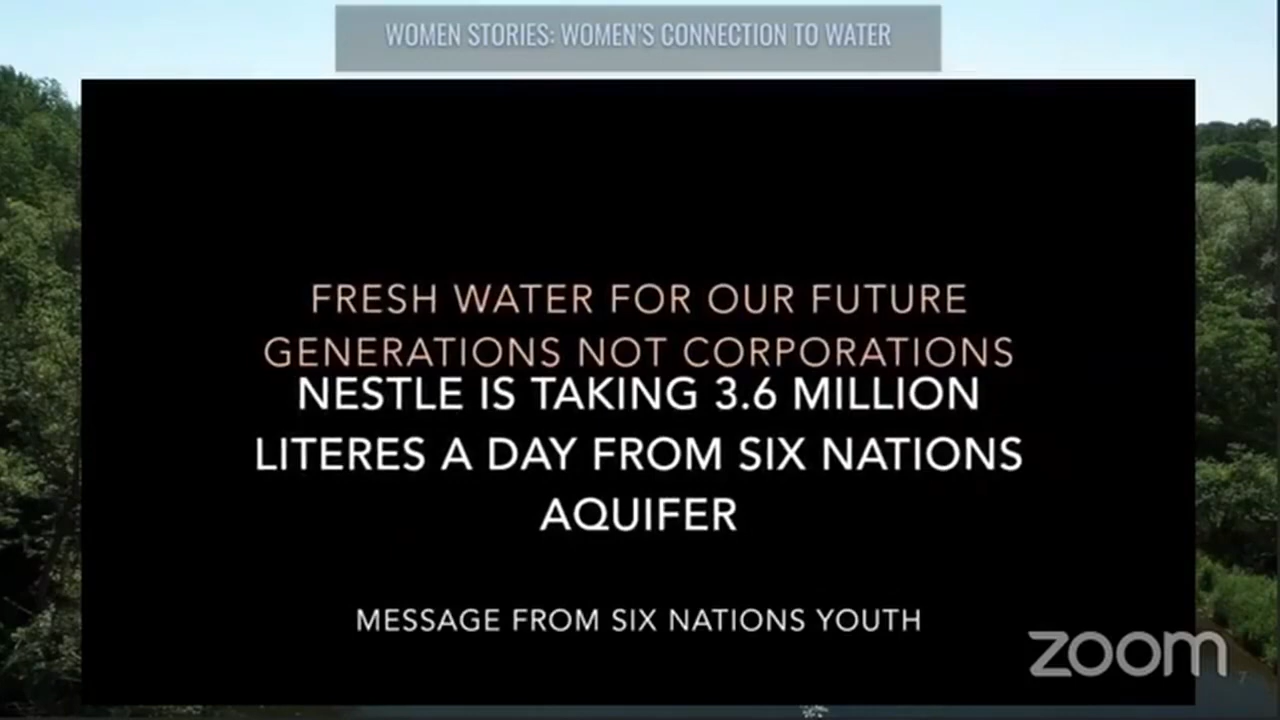 WOMEN STORIES: WOMEN'S CONNECTION TO WATER
FRESH WATER FOR OUR FUTURE
GENERATIONS NOT CORPORATIONS
NESTLE IS TAKING 3.6 MILLION
LITERES A DAY FROM SIX NATIONS
AQUIFER
MESSAGE FROM SIX NATIONS YOUTH
zoom
7